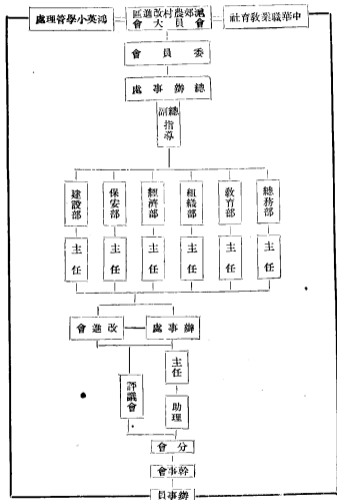 中華職業教育社
滬郊農村改進區
會員大會
鴻英小學管理處
委員會
總辦事處
總副
指導
總務部
教育部
組織部
經濟部
保安部
建設部
主任
主任
主任
主任
主任
主任
辦事處
改進會
主任
助理
評議會
分會
幹事會
辦事員